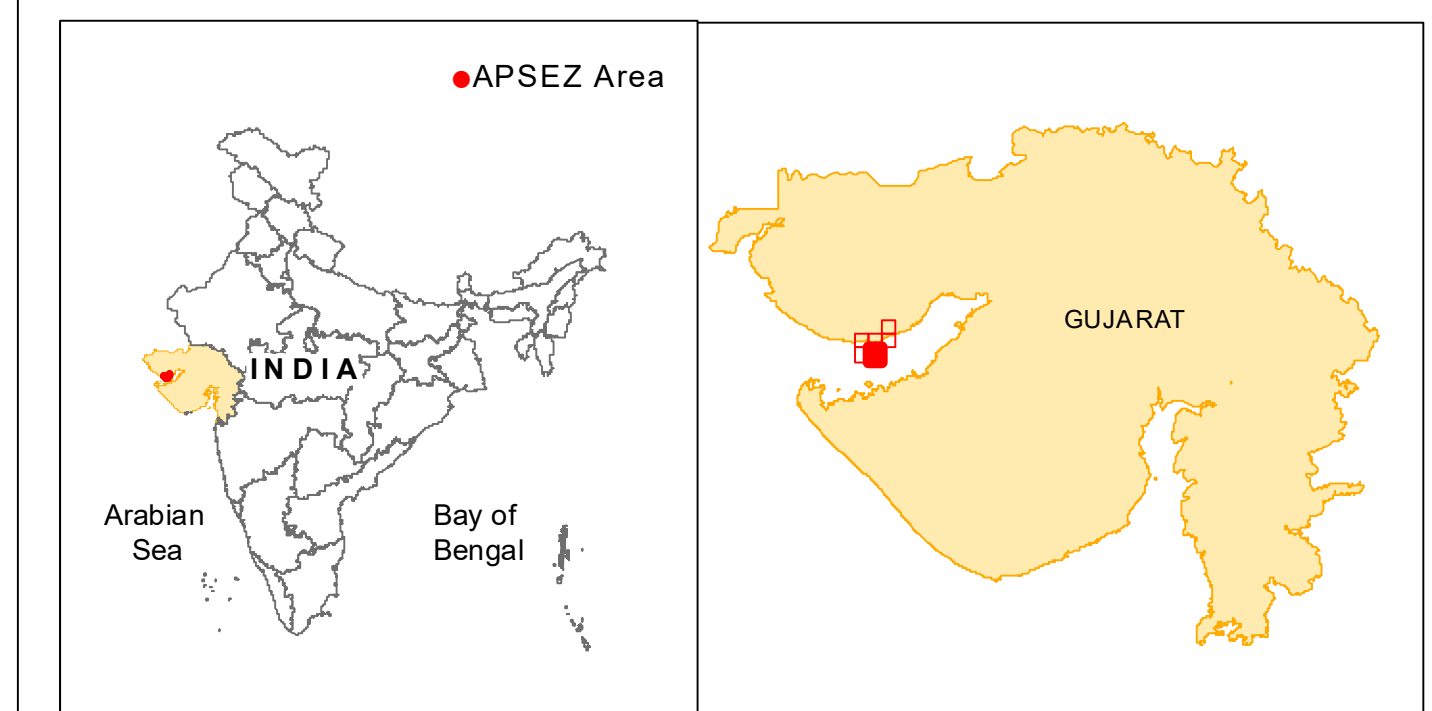 APSEZ Area
INDIA
Arabian
Sea
Bay of
Bengal
GUJARAT